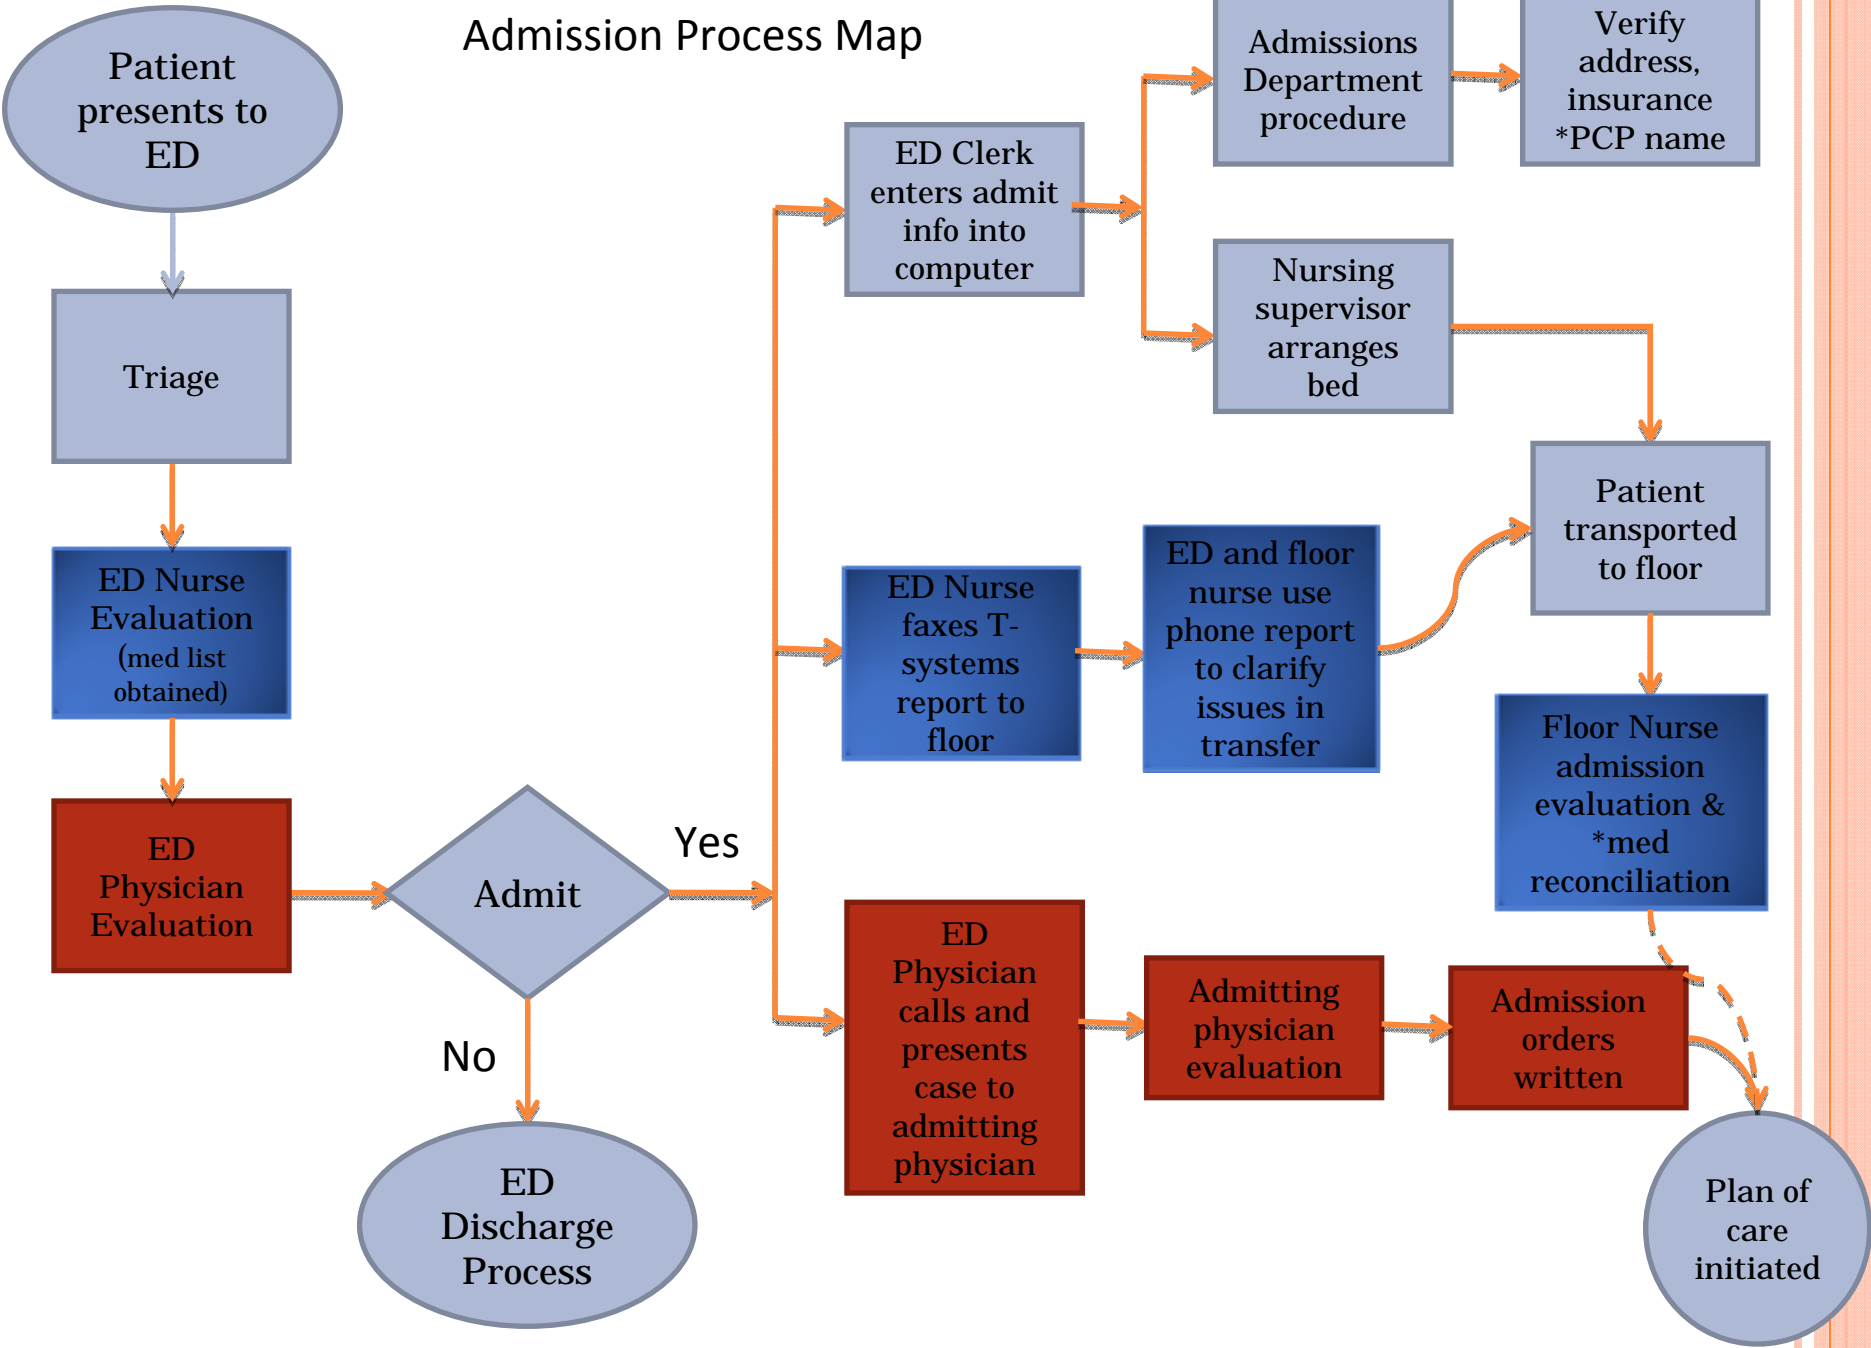 Admission Process Map
Patient
presents to
ED
Triage
ED Nurse
Evaluation
(med list
obtained)
ED
Physician
Evaluation
Admit
Yes
No
ED
Discharge
Process
ED Clerk
enters admit
info into
computer
Admissions
Department
procedure
Verify
address,
insurance
*PCP name
Nursing
supervisor
arranges
bed
ED Nurse
faxes T-
systems
report to
floor
ED and floor
nurse use
phone report
to clarify
issues in
transfer
Patient
transported
to floor
Floor Nurse
admission
evaluation &
*med
reconciliation
ED
Physician
calls and
presents
case to
admitting
physician
Admitting
physician
evaluation
Admission
orders
written
Plan of
care
initiated